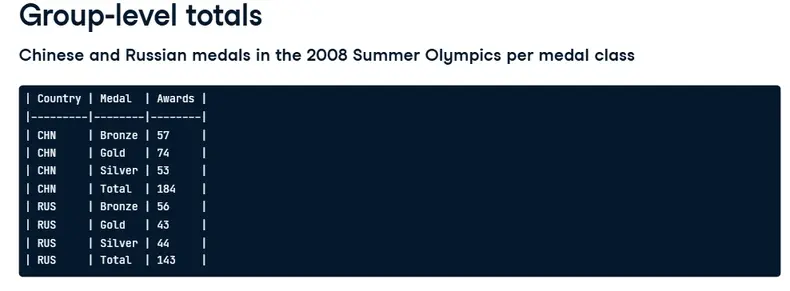 Group-level totals
Chinese and Russian medals in the 2008 Summer Olympics per medal class
| Country | Medal  | Awards |
|---------|--------|--------|
| CHN     | Bronze | 57     |
| CHN     | Gold   | 74     |
| CHN     | Silver | 53     |
| CHN     | Total  | 184    |
| RUS     | Bronze | 56     |
| RUS     | Gold   | 43     |
| RUS     | Silver | 44     |
| RUS     | Total  | 143    |